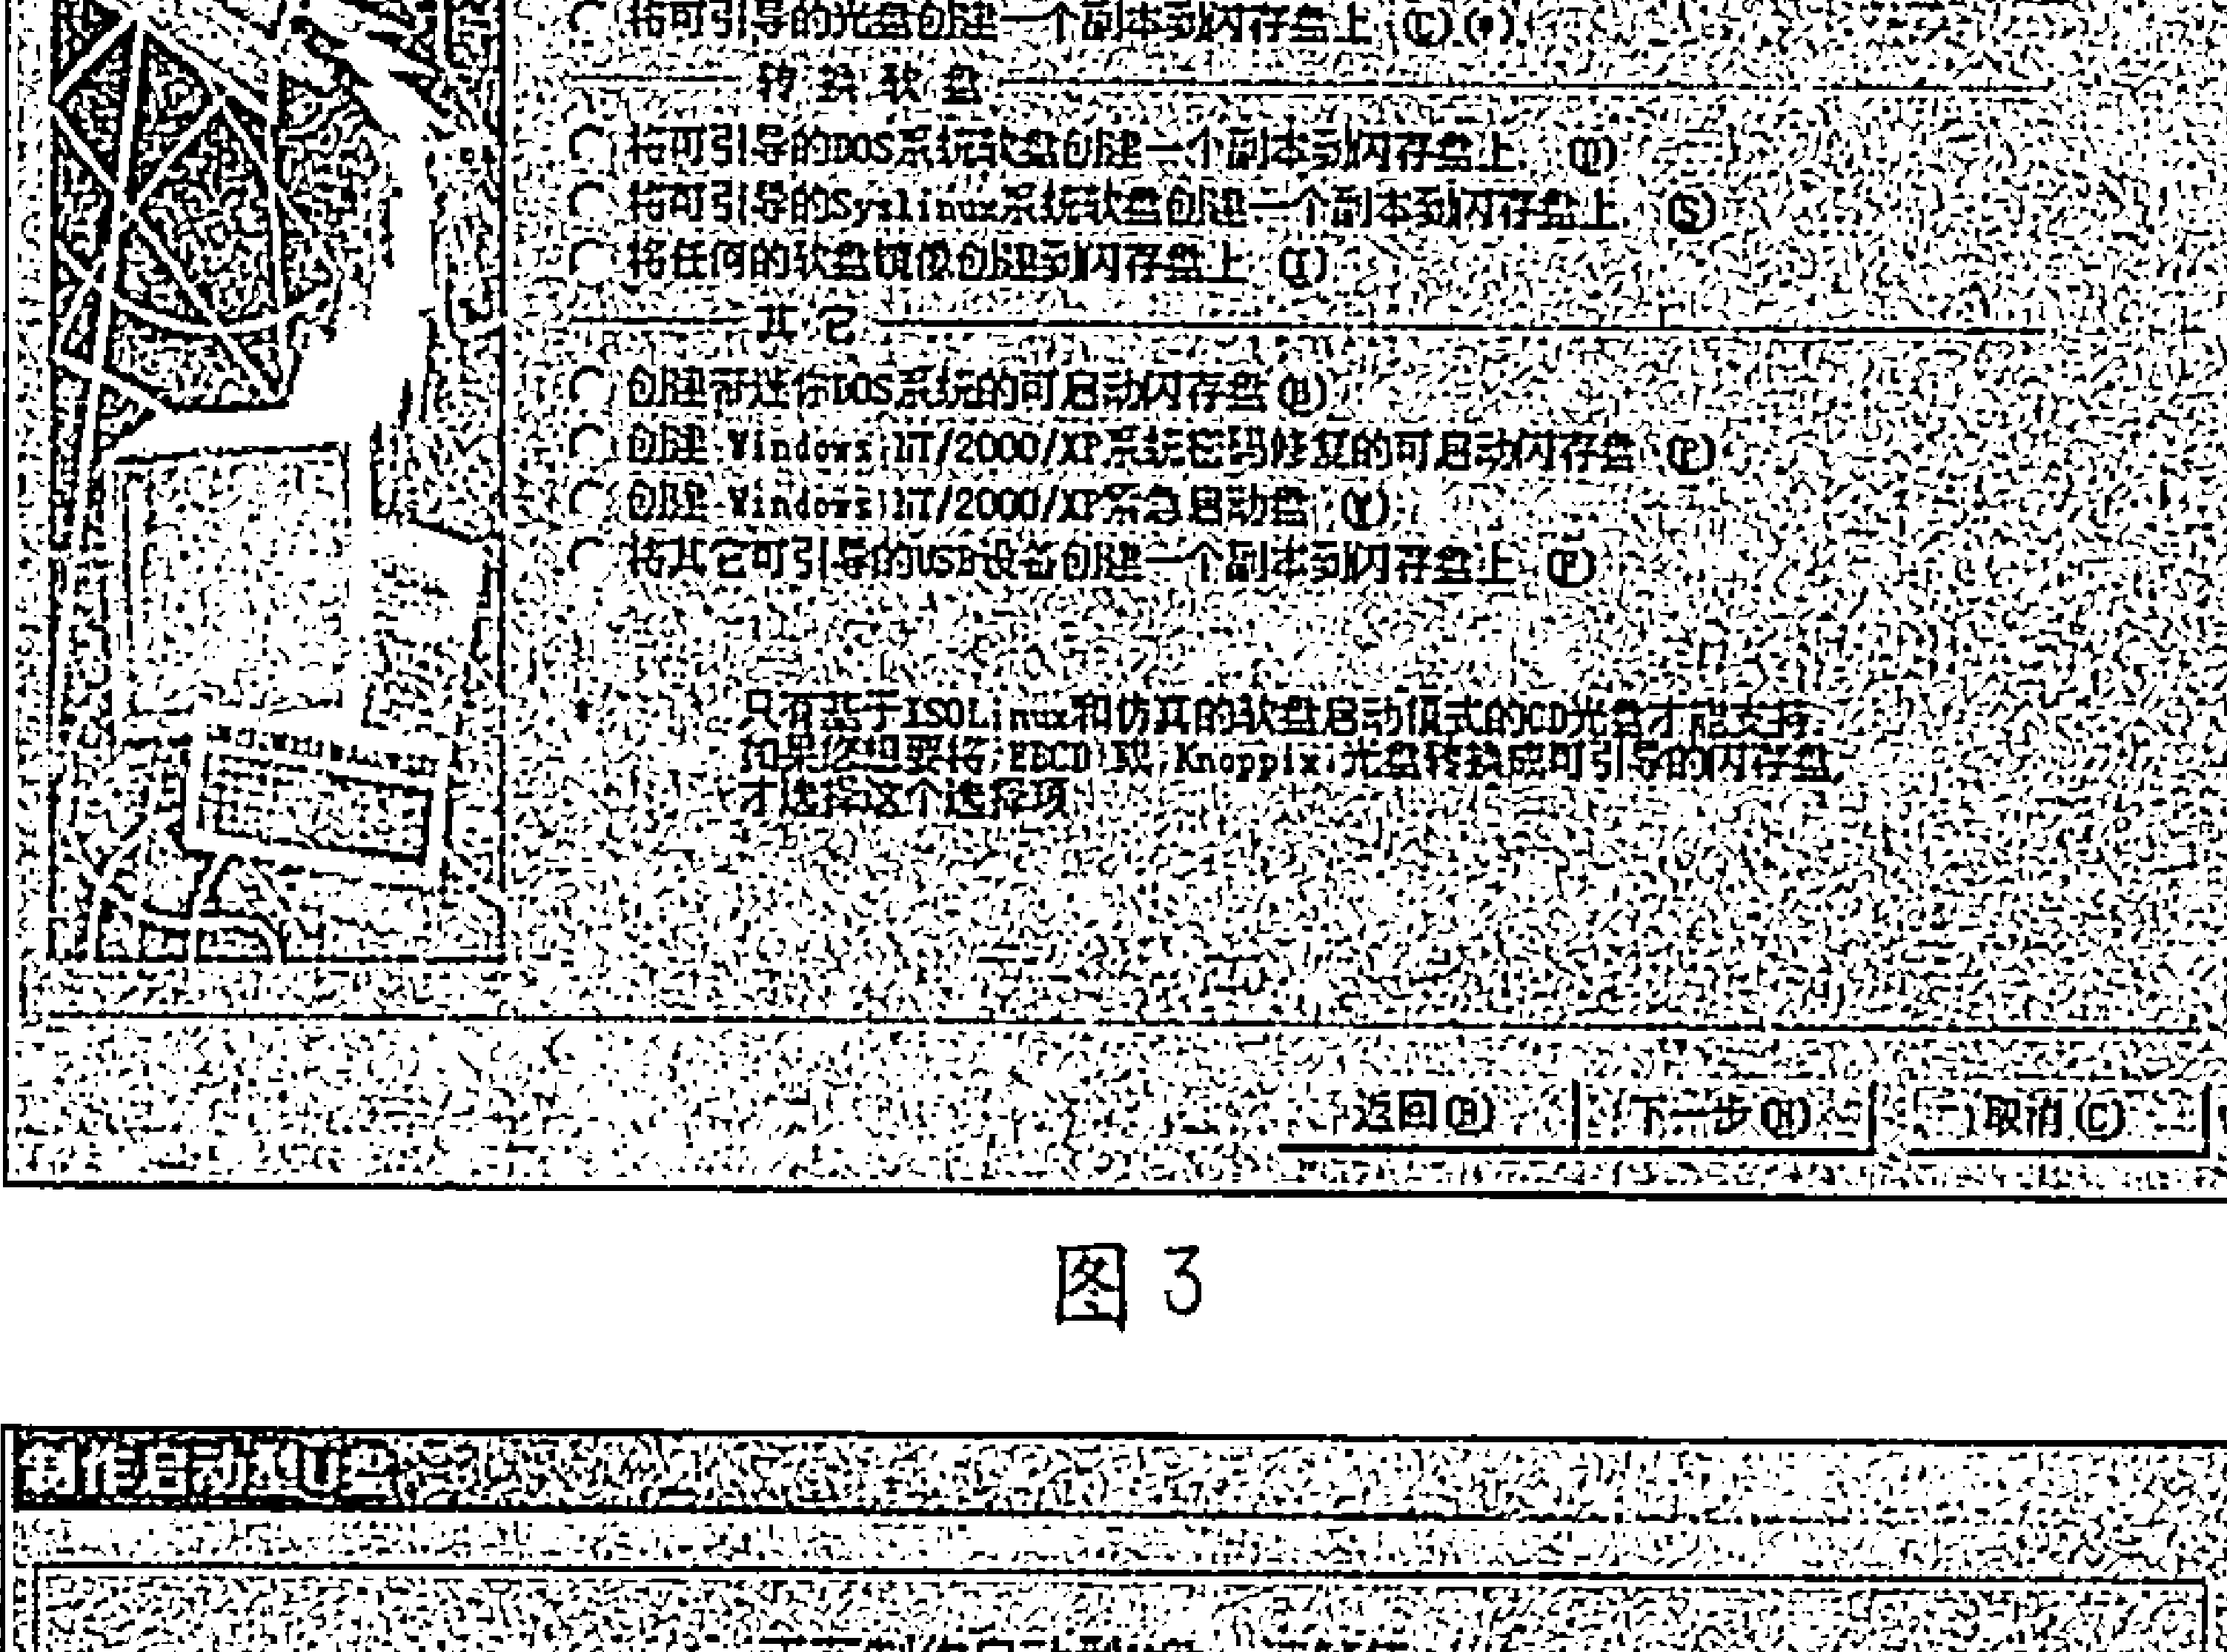 将可引导的光盘创建一个副本到闪存盘上 (C)(*)
转换软盘
将可引导的DOS系统软盘创建一个副本到闪存盘上 (D)
将可引导的Syslinux系统软盘创建一个副本到闪存盘上 (S)
将任何的软盘镜像创建到闪存盘上 (I)
其它
创建带迷你DOS系统的可启动闪存盘
创建 Windows NT/2000/XP系统密码修复的可启动闪存盘 (P)
创建 Windows NT/2000/XP紧急启动盘
将其它可引导的USB设备创建一个副本到闪存盘上
* 只有基于ISOLinux和仿真的软盘启动模式的CD光盘才能支持
如果您想要将 EBCD 或 Knoppix 光盘转换成可引导的闪存盘
才选择这个选择项
返回(B) 下一步(N) 取消(C)
图 3
制作启动型U盘